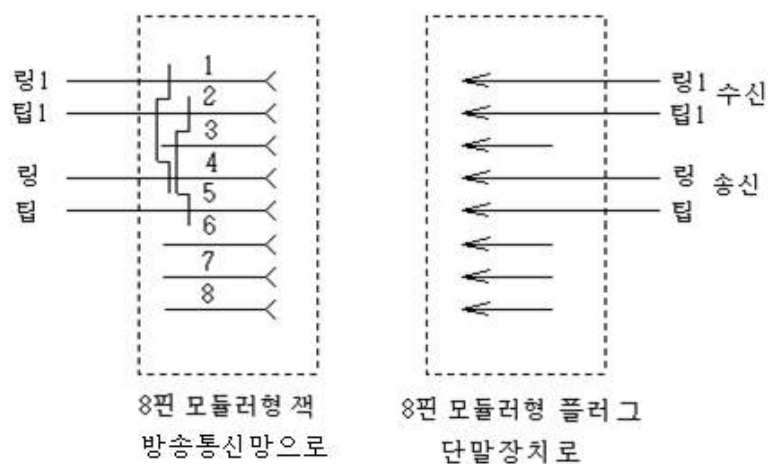 링1
팁1
링
팁
1
2
3
4
5
6
7
8
링1 수신
팁1
링 송신
팁
8핀 모듈러형 잭
방송통신망으로
8핀 모듈러형 플러그
단말장치로